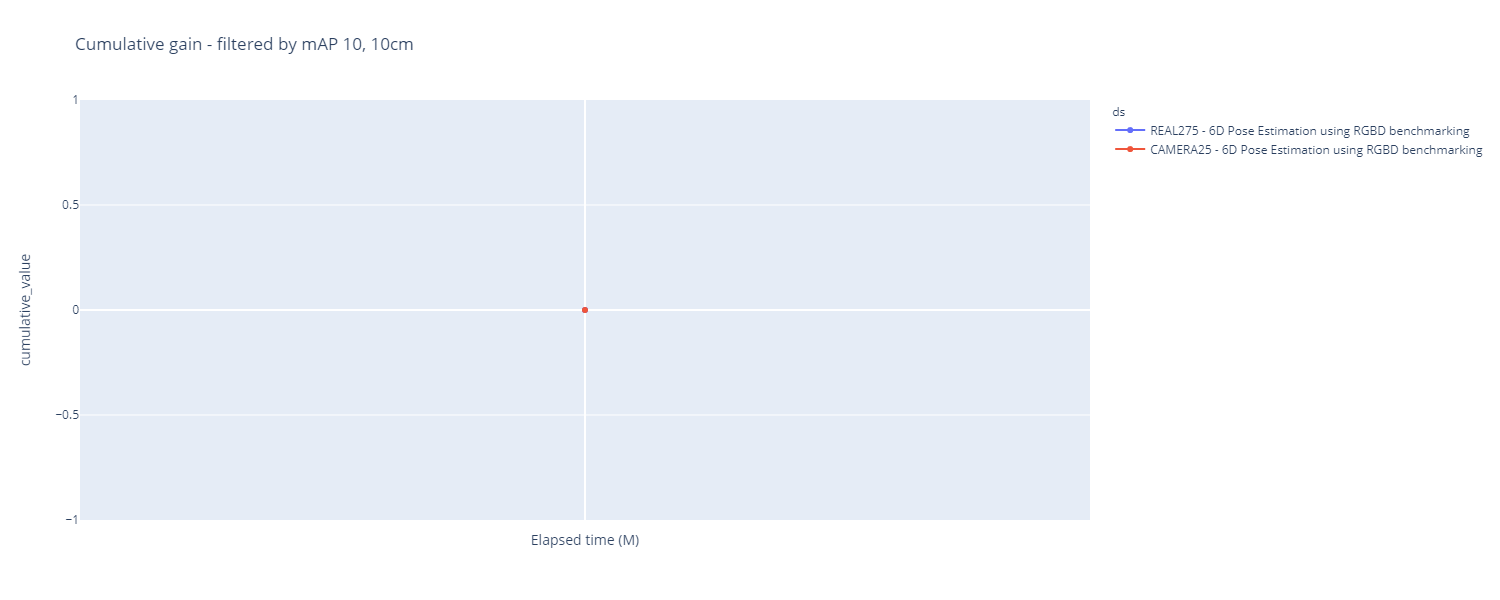 Cumulative gain - filtered by mAP 10, 10cm
ds
REAL275 - 6D Pose Estimation using RGBD benchmarking
CAMERA25 - 6D Pose Estimation using RGBD benchmarking
1
0.5
0
−0.5
−1
cumulative_value
Elapsed time (M)